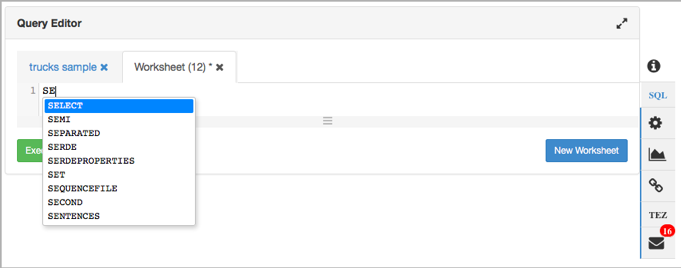 Query Editor
trucks sample ✖ Worksheet (12) * ✖
1 SE
SELECT
SEMI
SEPARATED
SERDE
SERDEPROPERTIES
SET
SEQUENCEFILE
SECOND
SENTENCES
New Worksheet
SQL
TEZ
16